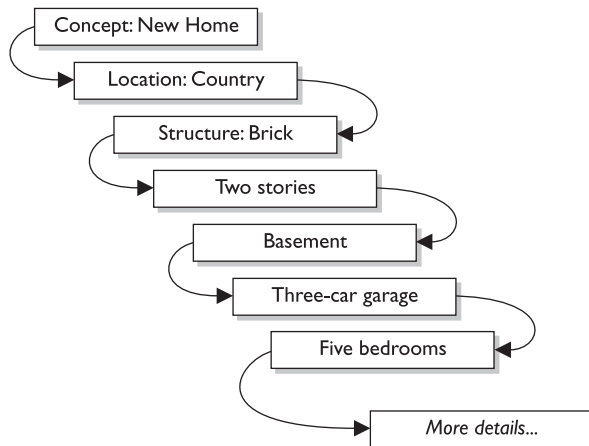 Concept: New Home
Location: Country
Structure: Brick
Two stories
Basement
Three-car garage
Five bedrooms
More details...